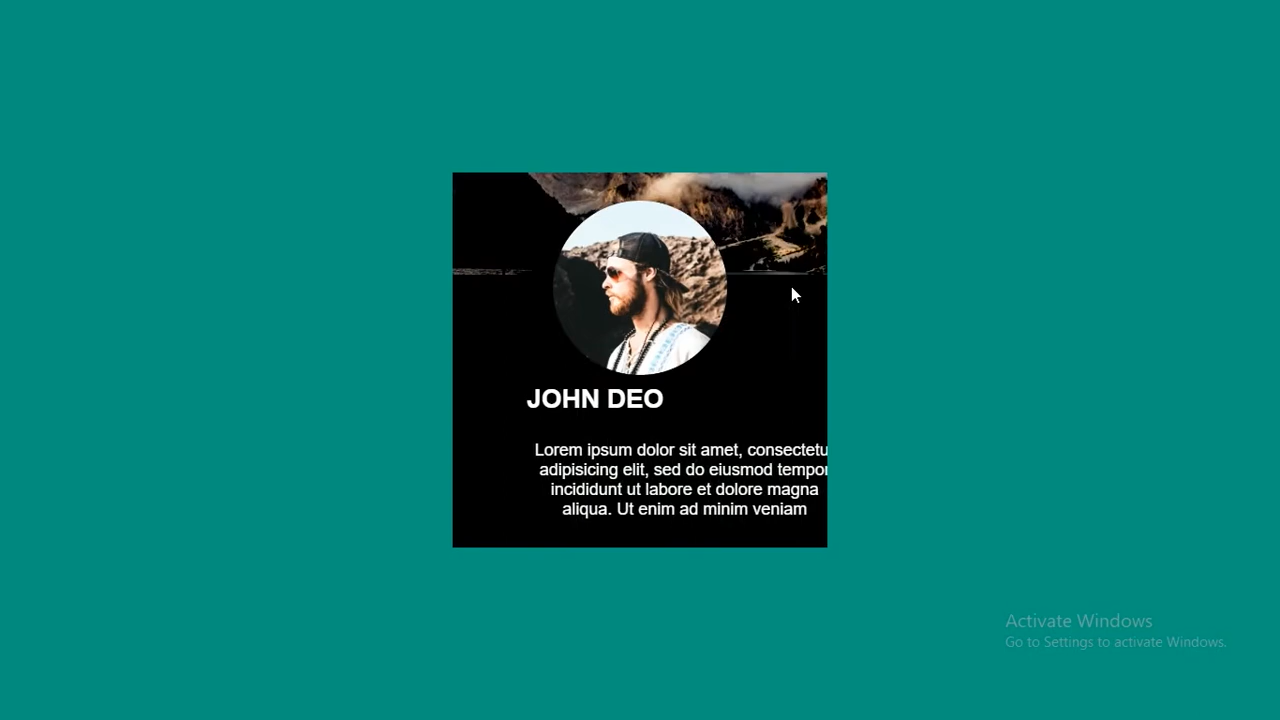 JOHN DEO
Lorem ipsum dolor sit amet, consectetu
adipisicing elit, sed do eiusmod tempor
incididunt ut labore et dolore magna
aliqua. Ut enim ad minim veniam
Activate Windows
Go to Settings to activate Windows.